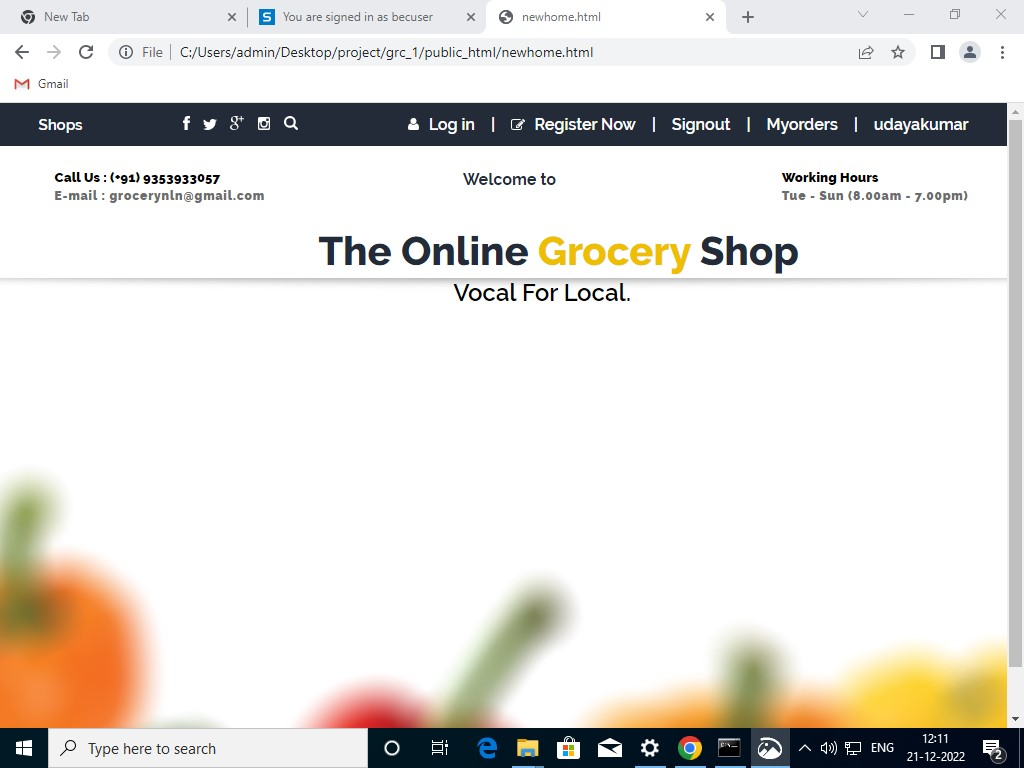 New Tab
You are signed in as becuser
newhome.html
File
C:/Users/admin/Desktop/project/grc_1/public_html/newhome.html
Gmail
Shops
Log in | Register Now | Signout | Myorders | udayakumar
Call Us : (+91) 9353933057
E-mail : grocerynln@gmail.com
Welcome to
Working Hours
Tue - Sun (8.00am - 7.00pm)
The Online Grocery Shop
Vocal For Local.
Type here to search
ENG
12:11
21-12-2022
2